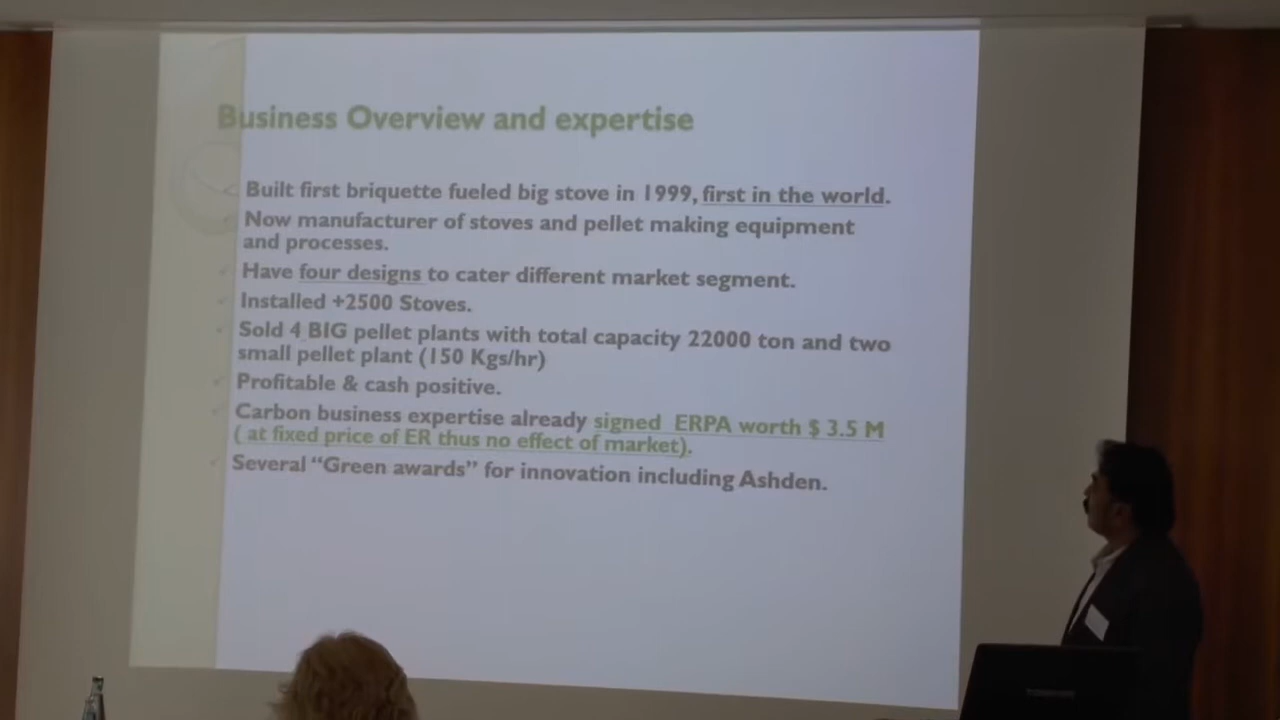 Business Overview and expertise
Built first briquette fueled big stove in 1999, first in the world.
Now manufacturer of stoves and pellet making equipment
and processes.
Have four designs to cater different market segment.
Installed +2500 Stoves.
Sold 4 BIG pellet plants with total capacity 22000 ton and two
small pellet plant (150 Kgs/hr)
Profitable & cash positive.
Carbon business expertise already signed ERPA worth $ 3.5 M
( at fixed price of ER thus no effect of market).
Several “Green awards” for innovation including Ashden.